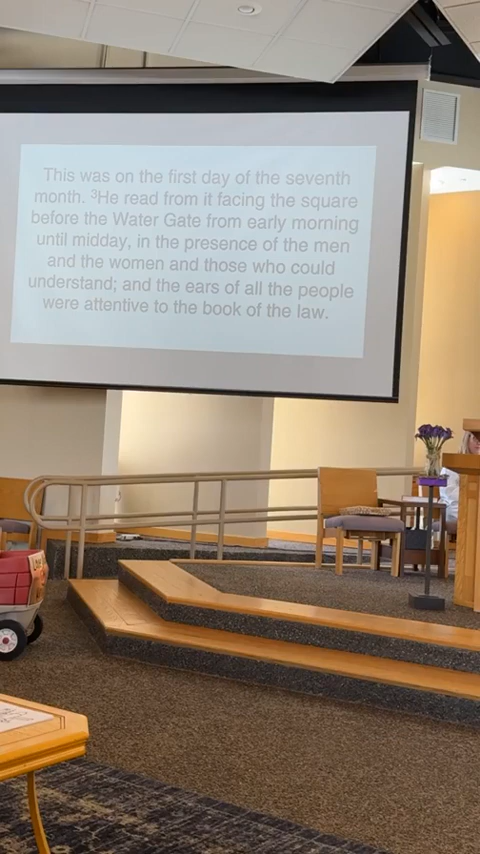 This was on the first day of the seventh
month. ³He read from it facing the square
before the Water Gate from early morning
until midday, in the presence of the men
and the women and those who could
understand; and the ears of all the people
were attentive to the book of the law.